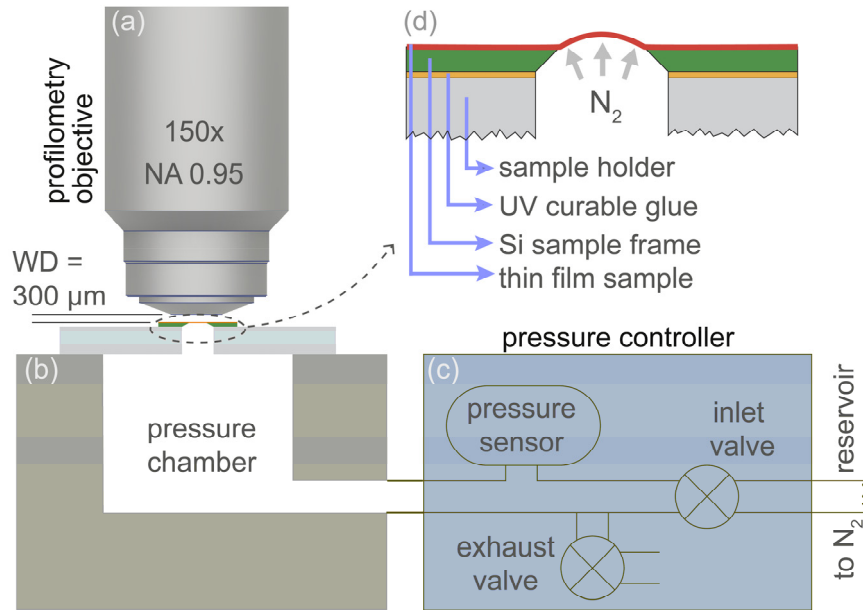 (a)
profilometry
objective
150x
NA 0.95
WD =
300 µm
(d)
N₂
sample holder
UV curable glue
Si sample frame
thin film sample
(b)
pressure
chamber
pressure controller
(c)
pressure
sensor
inlet
valve
exhaust
valve
to N₂ reservoir